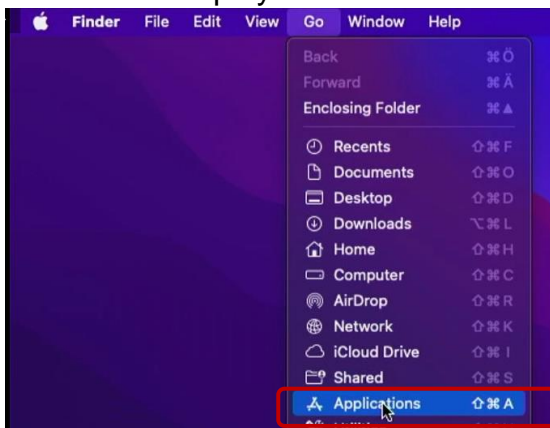 Finder File Edit View Go Window Help
Back ⌘Ö
Forward ⌘Ä
Enclosing Folder ⌘▲
Recents ⇧⌘F
Documents ⇧⌘O
Desktop ⇧⌘D
Downloads ⌥⌘L
Home ⇧⌘H
Computer ⇧⌘C
AirDrop ⇧⌘R
Network ⇧⌘K
iCloud Drive ⇧⌘I
Shared ⇧⌘S
Applications ⇧⌘A